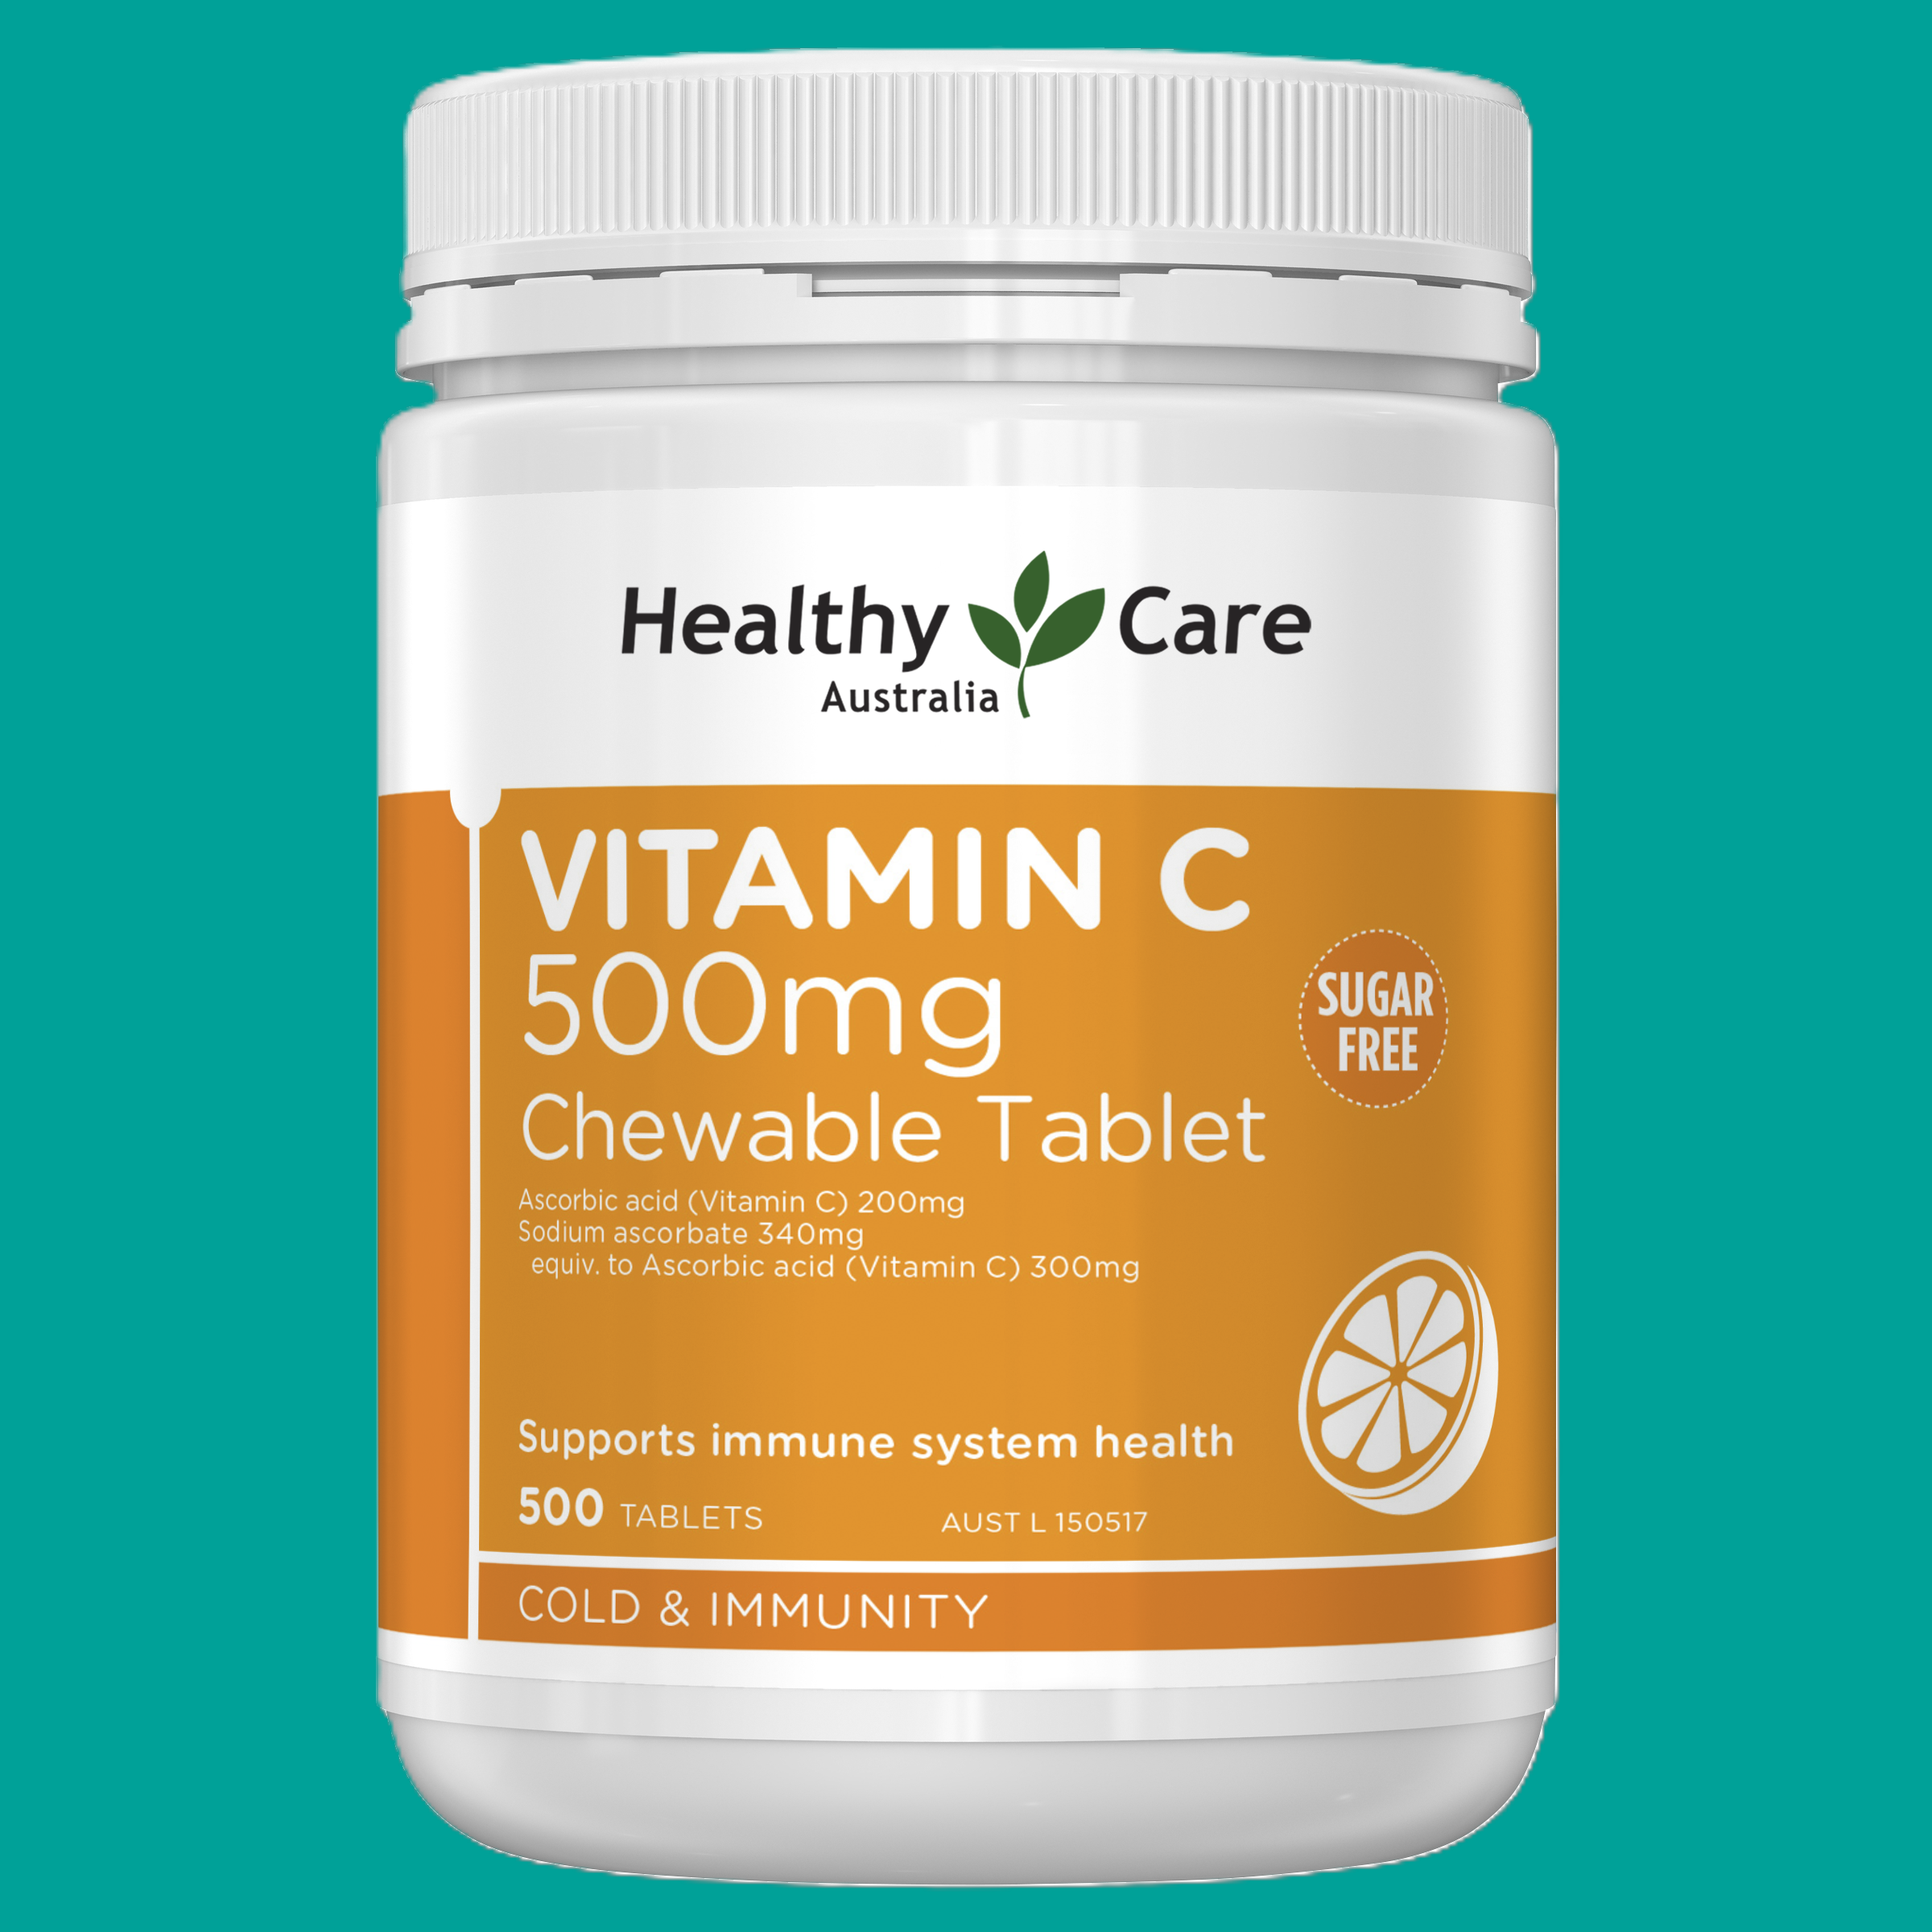 Healthy Care
Australia
VITAMIN C
500mg
Chewable Tablet
SUGAR
FREE
Ascorbic acid (Vitamin C) 200mg
Sodium ascorbate 340mg
equiv. to Ascorbic acid (Vitamin C) 300mg
Supports immune system health
500 TABLETS
AUST L 150517
COLD & IMMUNITY